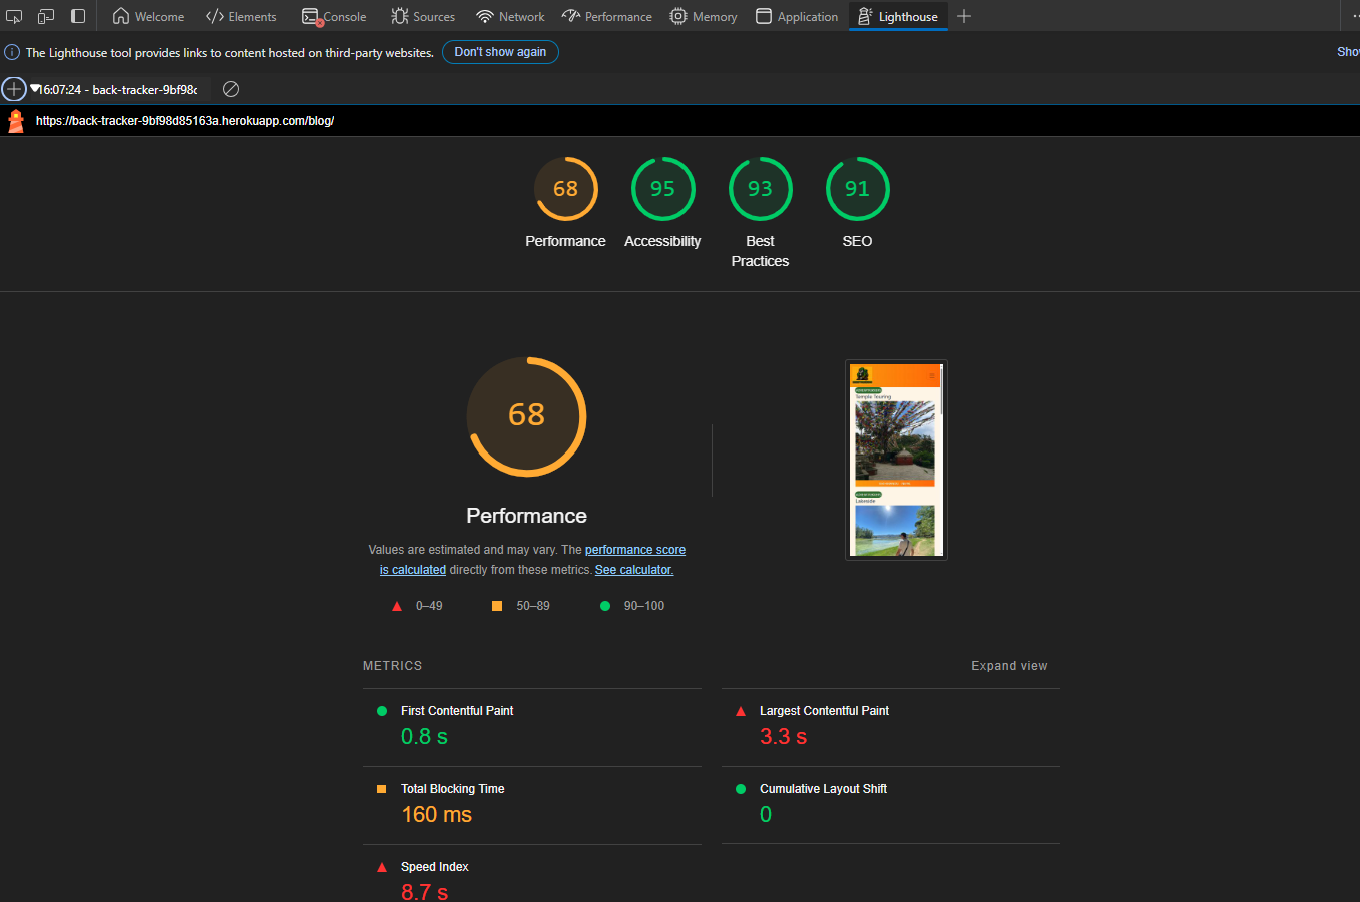 Welcome Elements Console Sources Network Performance Memory Application Lighthouse
The Lighthouse tool provides links to content hosted on third-party websites. Don't show again Sho
16:07:24 - back-tracker-9bf98c
https://back-tracker-9bf98d85163a.herokuapp.com/blog/
68 95 93 91
Performance Accessibility Best SEO
Practices
68
Performance
Values are estimated and may vary. The performance score
is calculated directly from these metrics. See calculator.
0–49 50–89 90–100
Temple Touring
Lakeside
METRICS Expand view
First Contentful Paint Largest Contentful Paint
0.8 s 3.3 s
Total Blocking Time Cumulative Layout Shift
160 ms 0
Speed Index
8.7 s